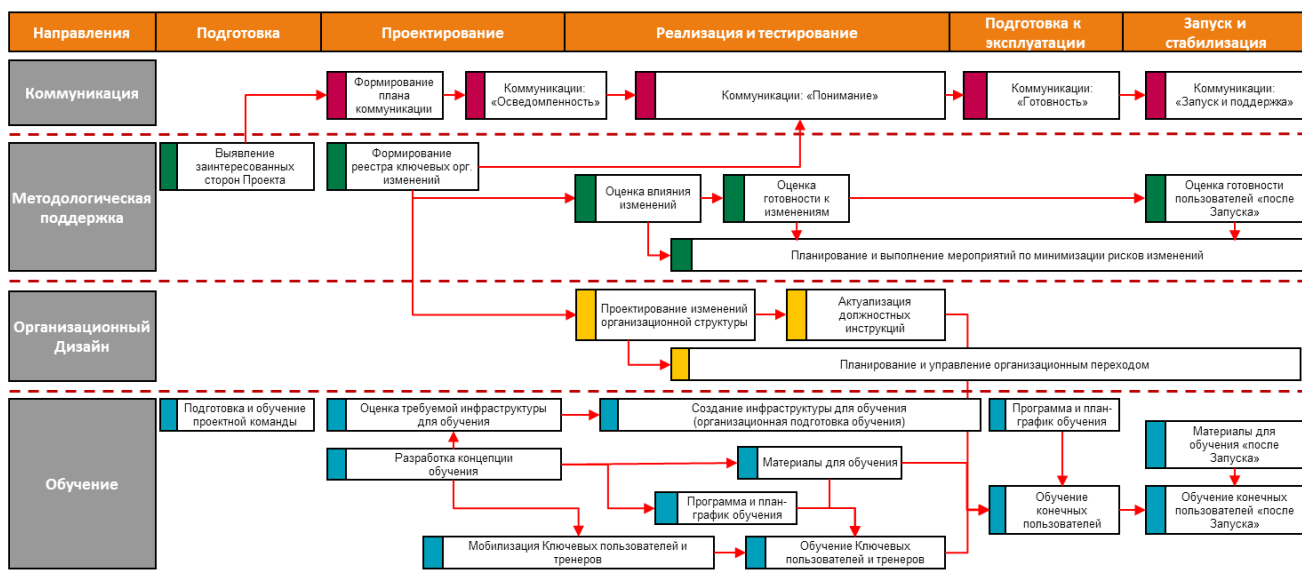 Направления
Подготовка
Проектирование
Реализация и тестирование
Подготовка к
эксплуатации
Запуск и
стабилизация
Коммуникация
Формирование
плана
коммуникации
Коммуникации:
«Осведомленность»
Коммуникации: «Понимание»
Коммуникации:
«Готовность»
Коммуникации:
«Запуск и поддержка»
Методологическая
поддержка
Выявление
заинтересованных
сторон Проекта
Формирование
реестра ключевых орг.
изменений
Оценка влияния
изменений
Оценка
готовности к
изменениям
Оценка готовности
пользователей «после
Запуска»
Планирование и выполнение мероприятий по минимизации рисков изменений
Организационный
Дизайн
Проектирование изменений
организационной структуры
Актуализация
должностных
инструкций
Планирование и управление организационным переходом
Обучение
Подготовка и обучение
проектной команды
Оценка требуемой инфраструктуры
для обучения
Создание инфраструктуры для обучения
(организационная подготовка обучения)
Программа и план-
график обучения
Материалы для
обучения «после
Запуска»
Разработка концепции
обучения
Материалы для обучения
Программа и план-
график обучения
Обучение
конечных
пользователей
Обучение конечных
пользователей «после
Запуска»
Мобилизация Ключевых пользователей и
тренеров
Обучение Ключевых
пользователей и тренеров